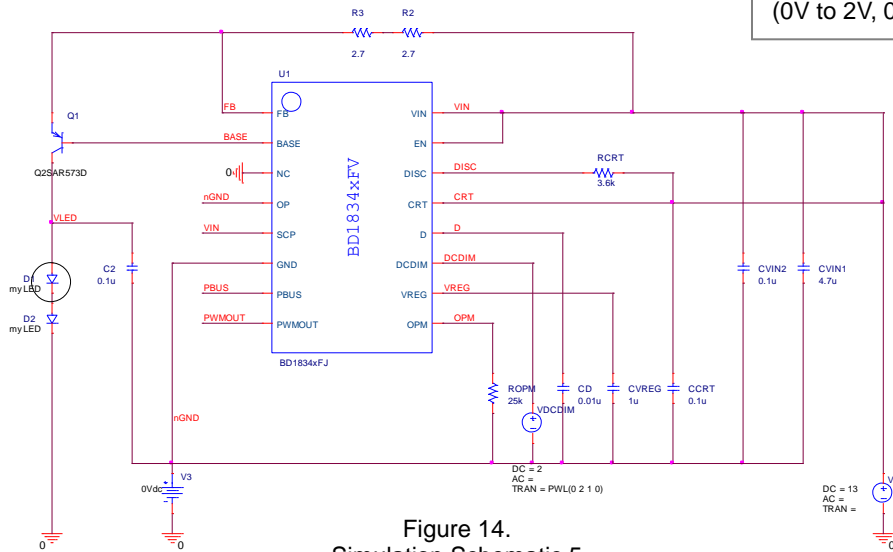 (0V to 2V, 0
R3 R2
2.7 2.7
U1
Q1
Q2SAR573D
FB
FB
VIN
VIN
BASE
BASE
EN
0
NC
DISC
DISC
RCRT
3.6k
nGND
OP
CRT
CRT
VIN
SCP
D
D
GND
DCDIM
PBUS
PBUS
VREG
VREG
PWMOUT
PWMOUT
OPM
OPM
BD1834xFV
BD1834xFJ
VLED
D1
myLED
D2
myLED
C2
0.1u
CVIN2
0.1u
CVIN1
4.7u
ROPM
25k
VDCDIM
CD
0.01u
CVREG
1u
CCRT
0.1u
nGND
V3
0Vdc
DC = 2
AC =
TRAN = PWL(0 2 1 0)
V
DC = 13
AC =
TRAN =
0
0
0
Figure 14.
Simulation Schematic 5